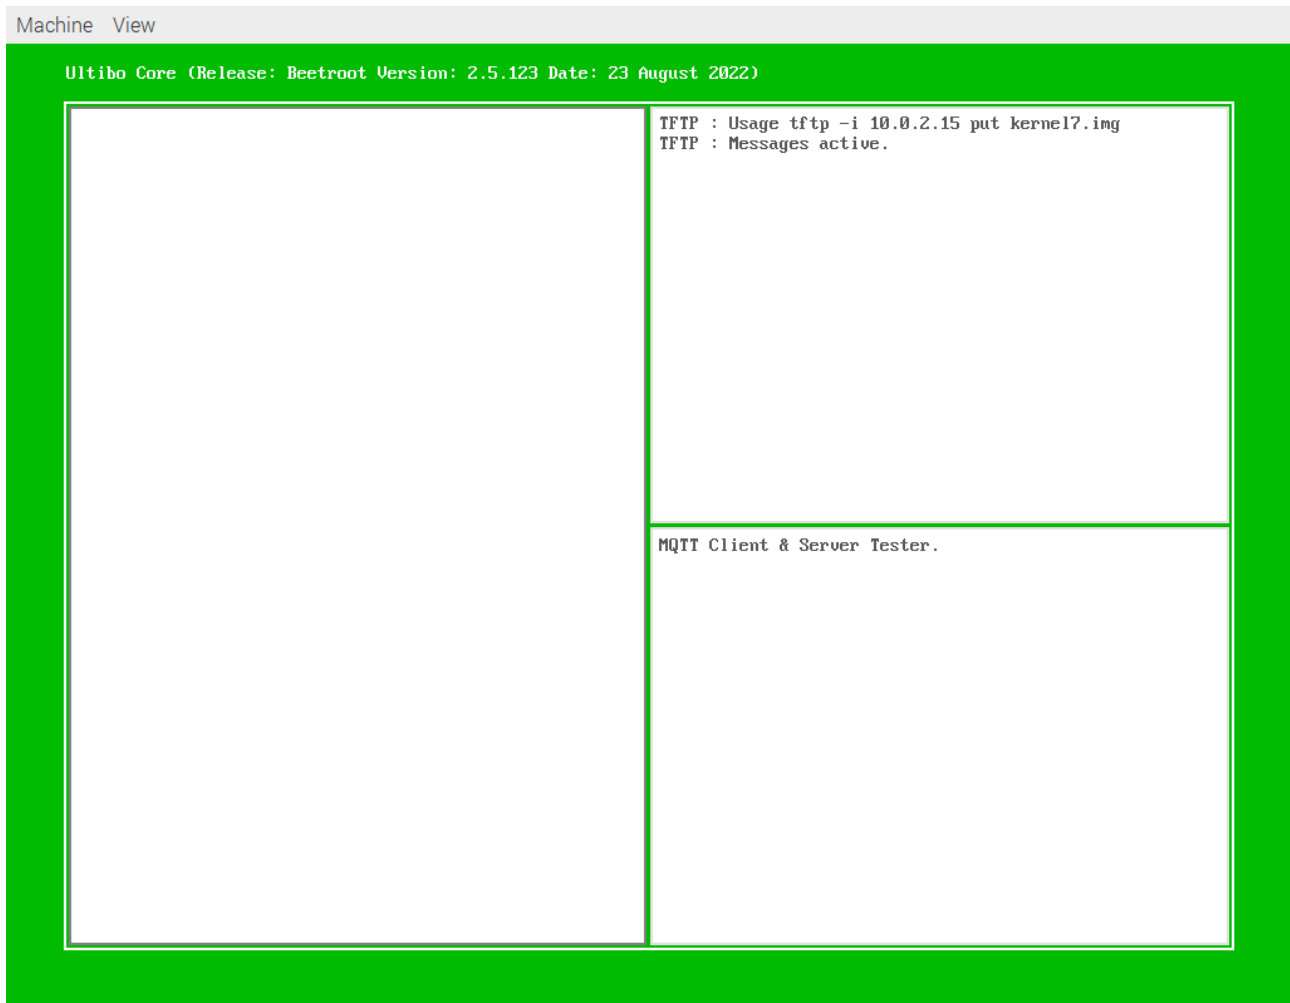 Machine View
Ultibo Core (Release: Beetroot Version: 2.5.123 Date: 23 August 2022)
TFTP : Usage tftp -i 10.0.2.15 put kernel7.img
TFTP : Messages active.
MQTT Client & Server Tester.